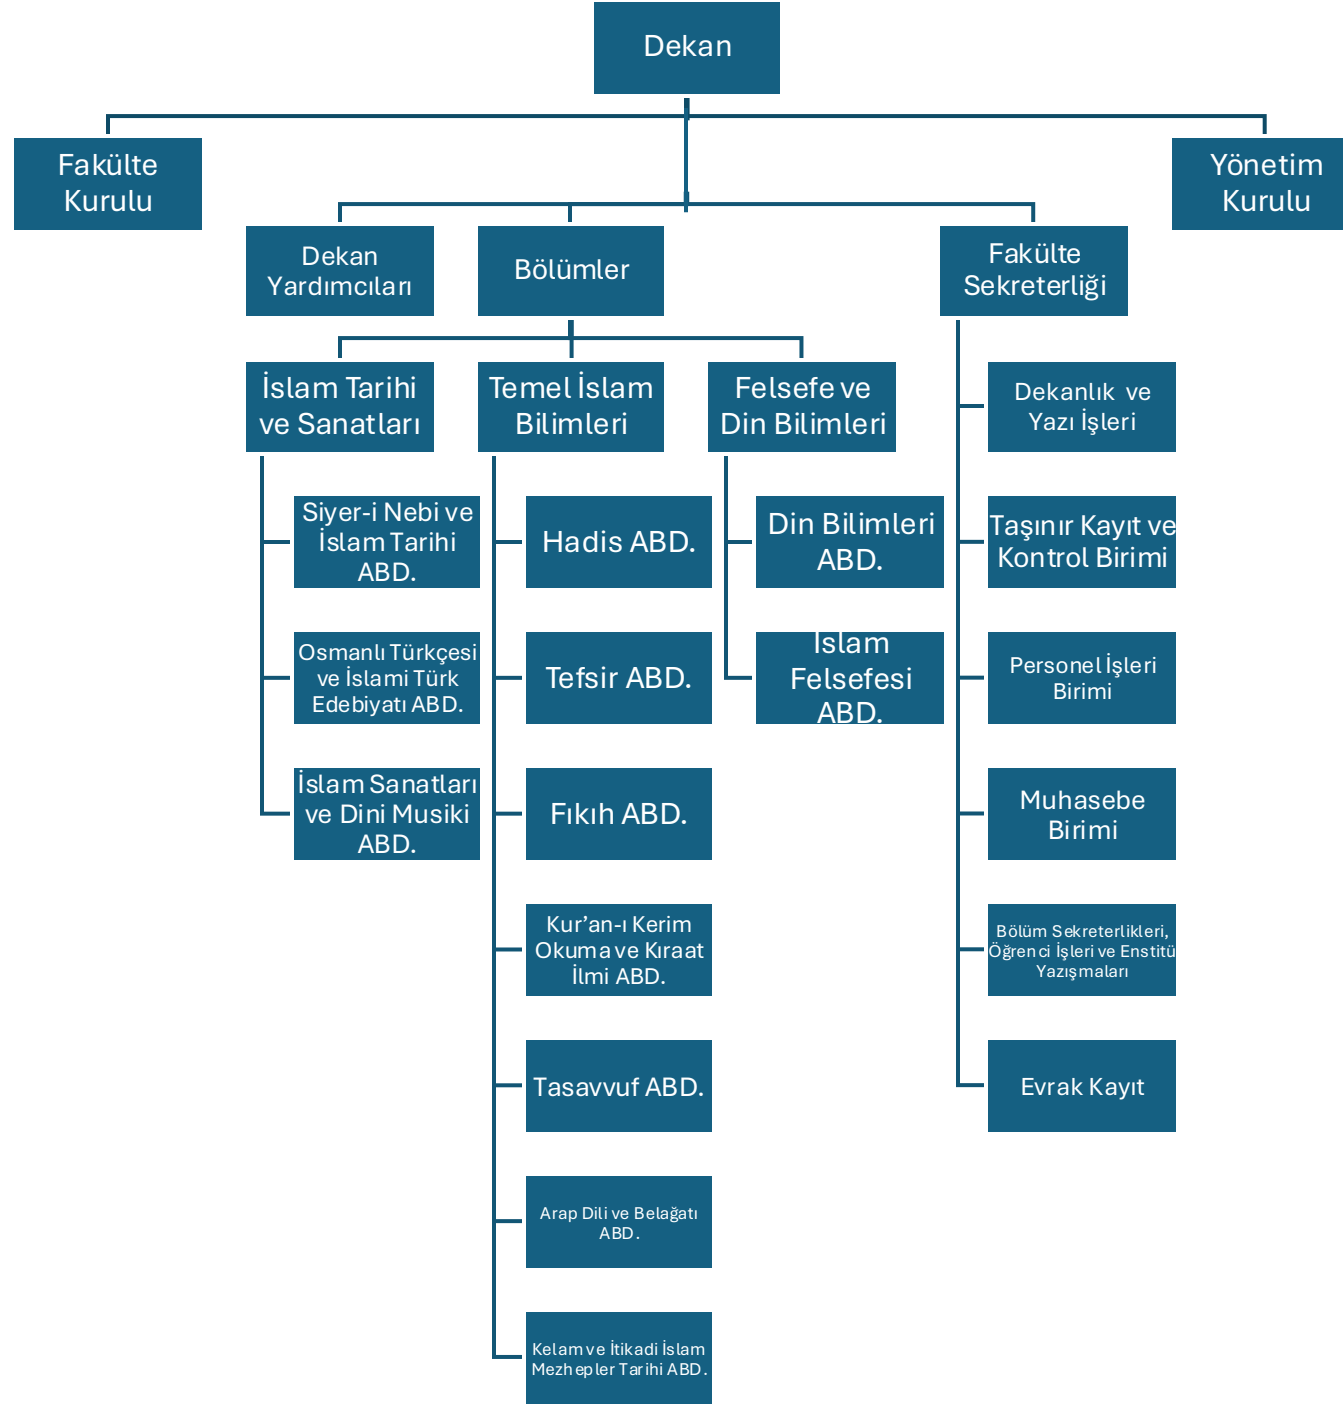 Dekan
Fakülte
Kurulu
Yönetim
Kurulu
Dekan
Yardımcıları
Bölümler
Fakülte
Sekreterliği
İslam Tarihi
ve Sanatları
Siyer-i Nebi ve
İslam Tarihi
ABD.
Osmanlı Türkçesi
ve İslami Türk
Edebiyatı ABD.
İslam Sanatları
ve Dini Musiki
ABD.
Temel İslam
Bilimleri
Hadis ABD.
Tefsir ABD.
Fıkıh ABD.
Kur’an-ı Kerim
Okuma ve Kıraat
İlmi ABD.
Tasavvuf ABD.
Arap Dili ve Belağatı
ABD.
Kelam ve İtikadi İslam
Mezhepler Tarihi ABD.
Felsefe ve
Din Bilimleri
Din Bilimleri
ABD.
İslam
Felsefesi
ABD.
Dekanlık ve
Yazı İşleri
Taşınır Kayıt ve
Kontrol Birimi
Personel İşleri
Birimi
Muhasebe
Birimi
Bölüm Sekreterlikleri,
Öğrenci İşleri ve Enstitü
Yazışmaları
Evrak Kayıt